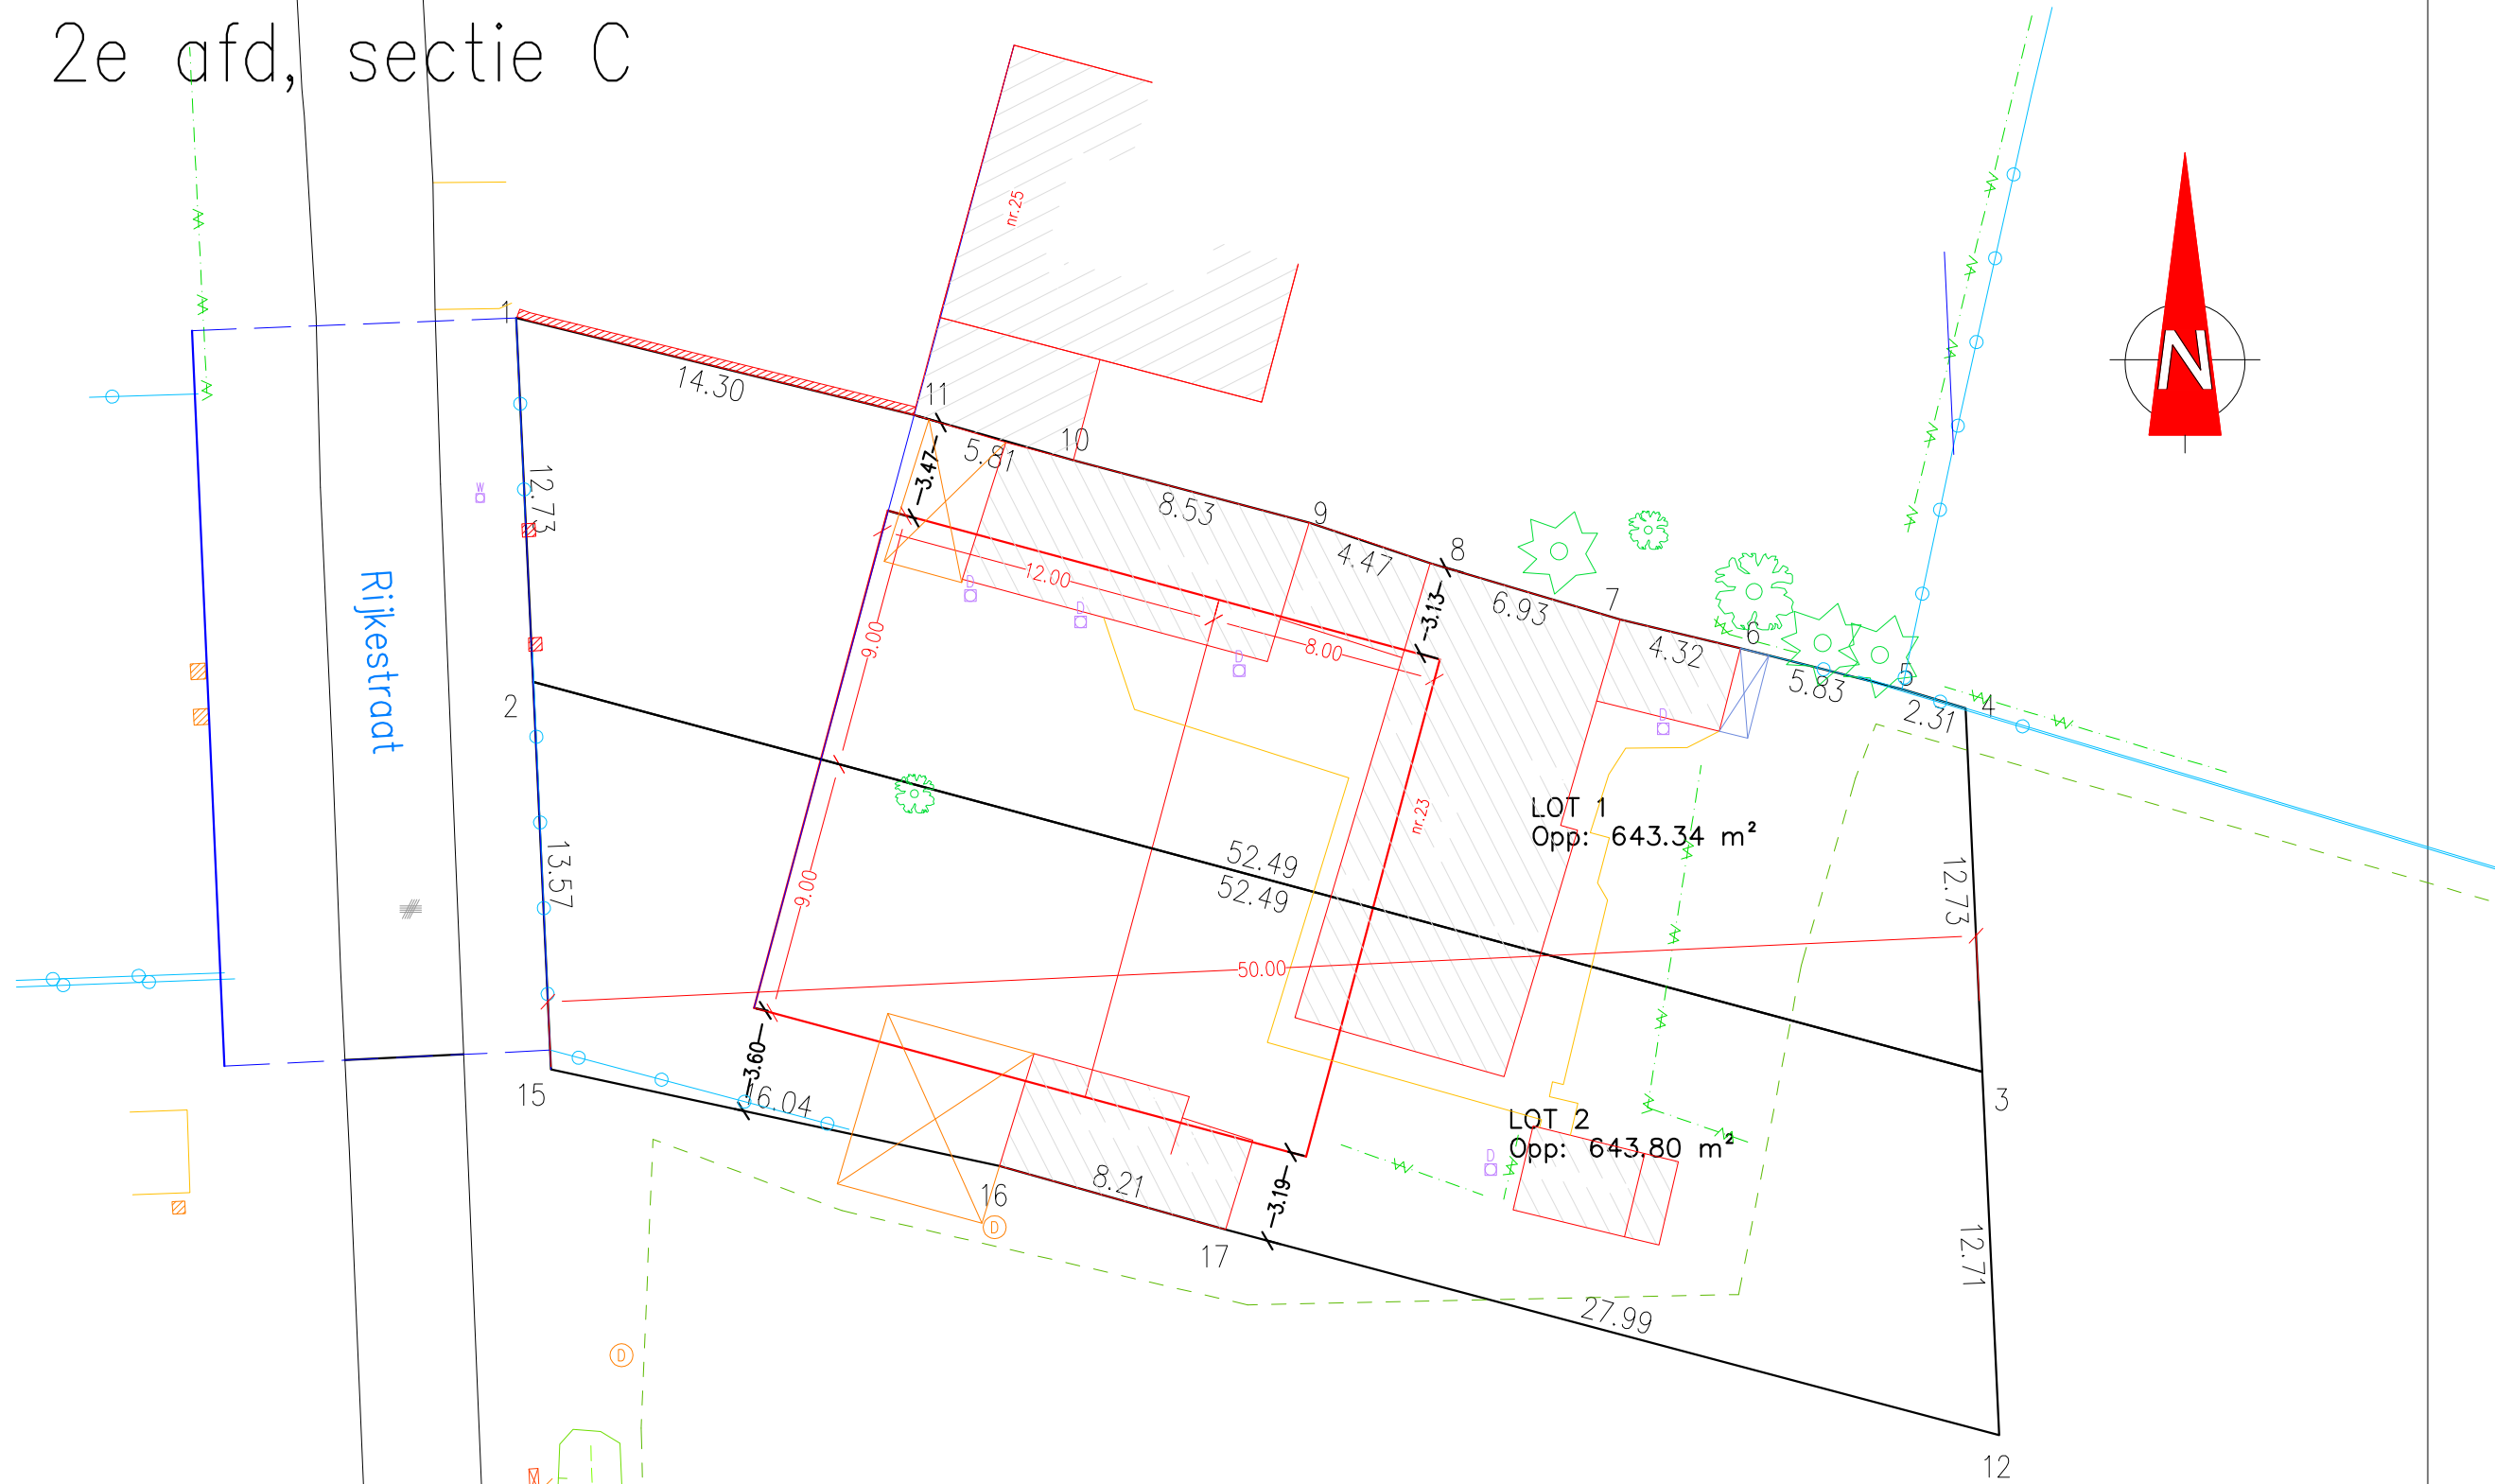 2e afd, sectie C
nr.25
1
14.30
11
10
5.81
3.47
8.53
9
4.47
8
3.13
6.93
7
4.32
6
5.83
5
2.31
4
N
W
12.73
D
D
D
D
12.00
8.00
9.00
2
Rijkestraat
13.57
9.00
nr.23
LOT 1
Opp: 643.34 m²
52.49
52.49
12.73
50.00
3
15
3.60
16.04
16
D
8.21
17
3.19
LOT 2
Opp: 643.80 m²
D
12.71
27.99
D
12